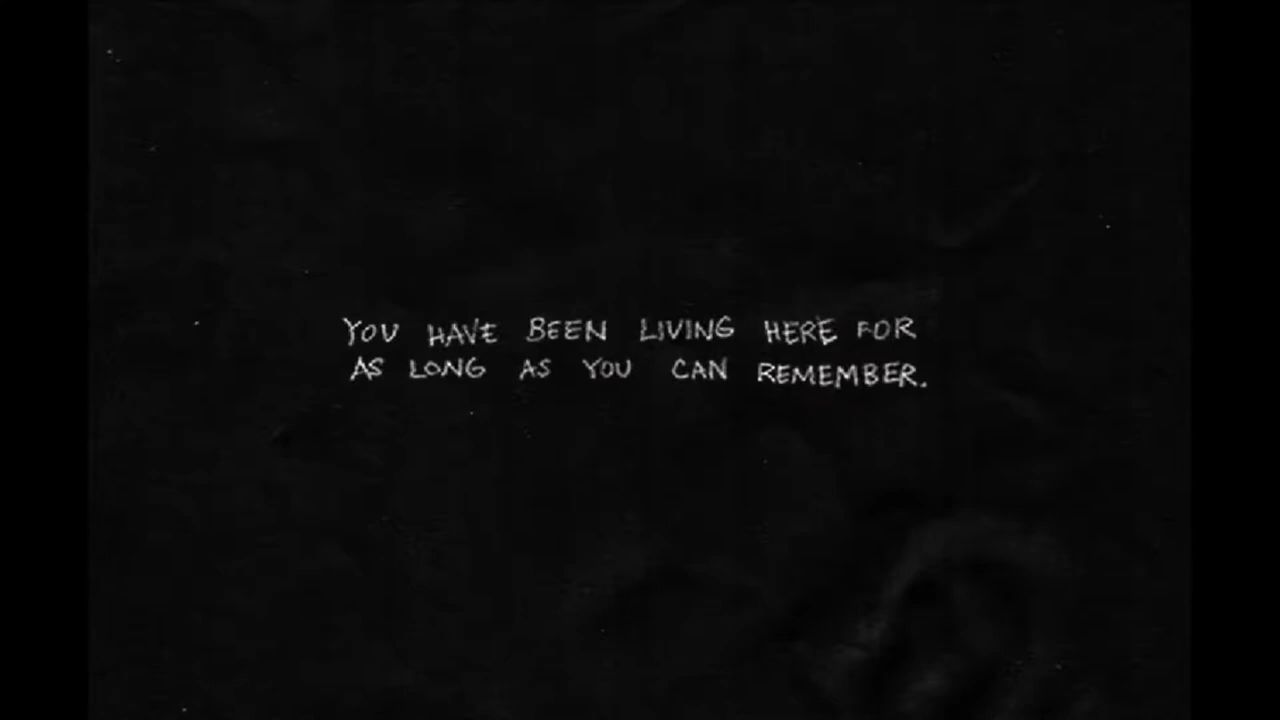 YOU HAVE BEEN LIVING HERE FOR
AS LONG AS YOU CAN REMEMBER.